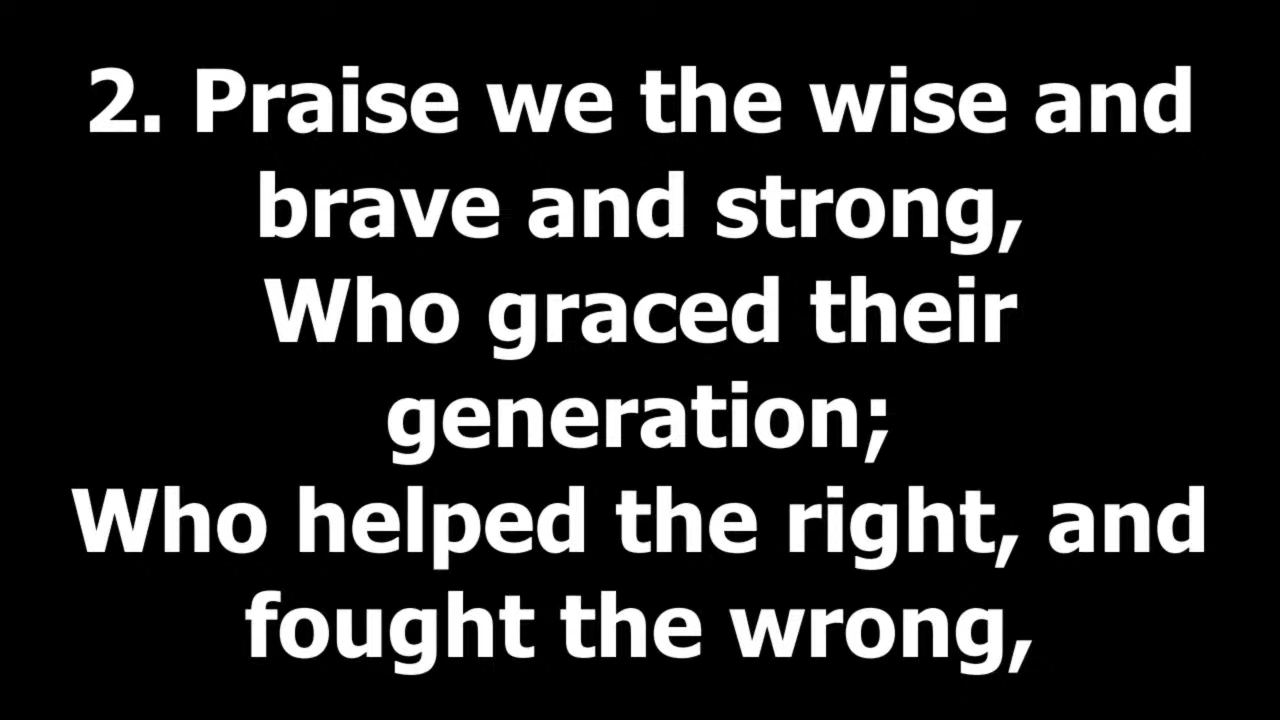 2. Praise we the wise and
brave and strong,
Who graced their
generation;
Who helped the right, and
fought the wrong,